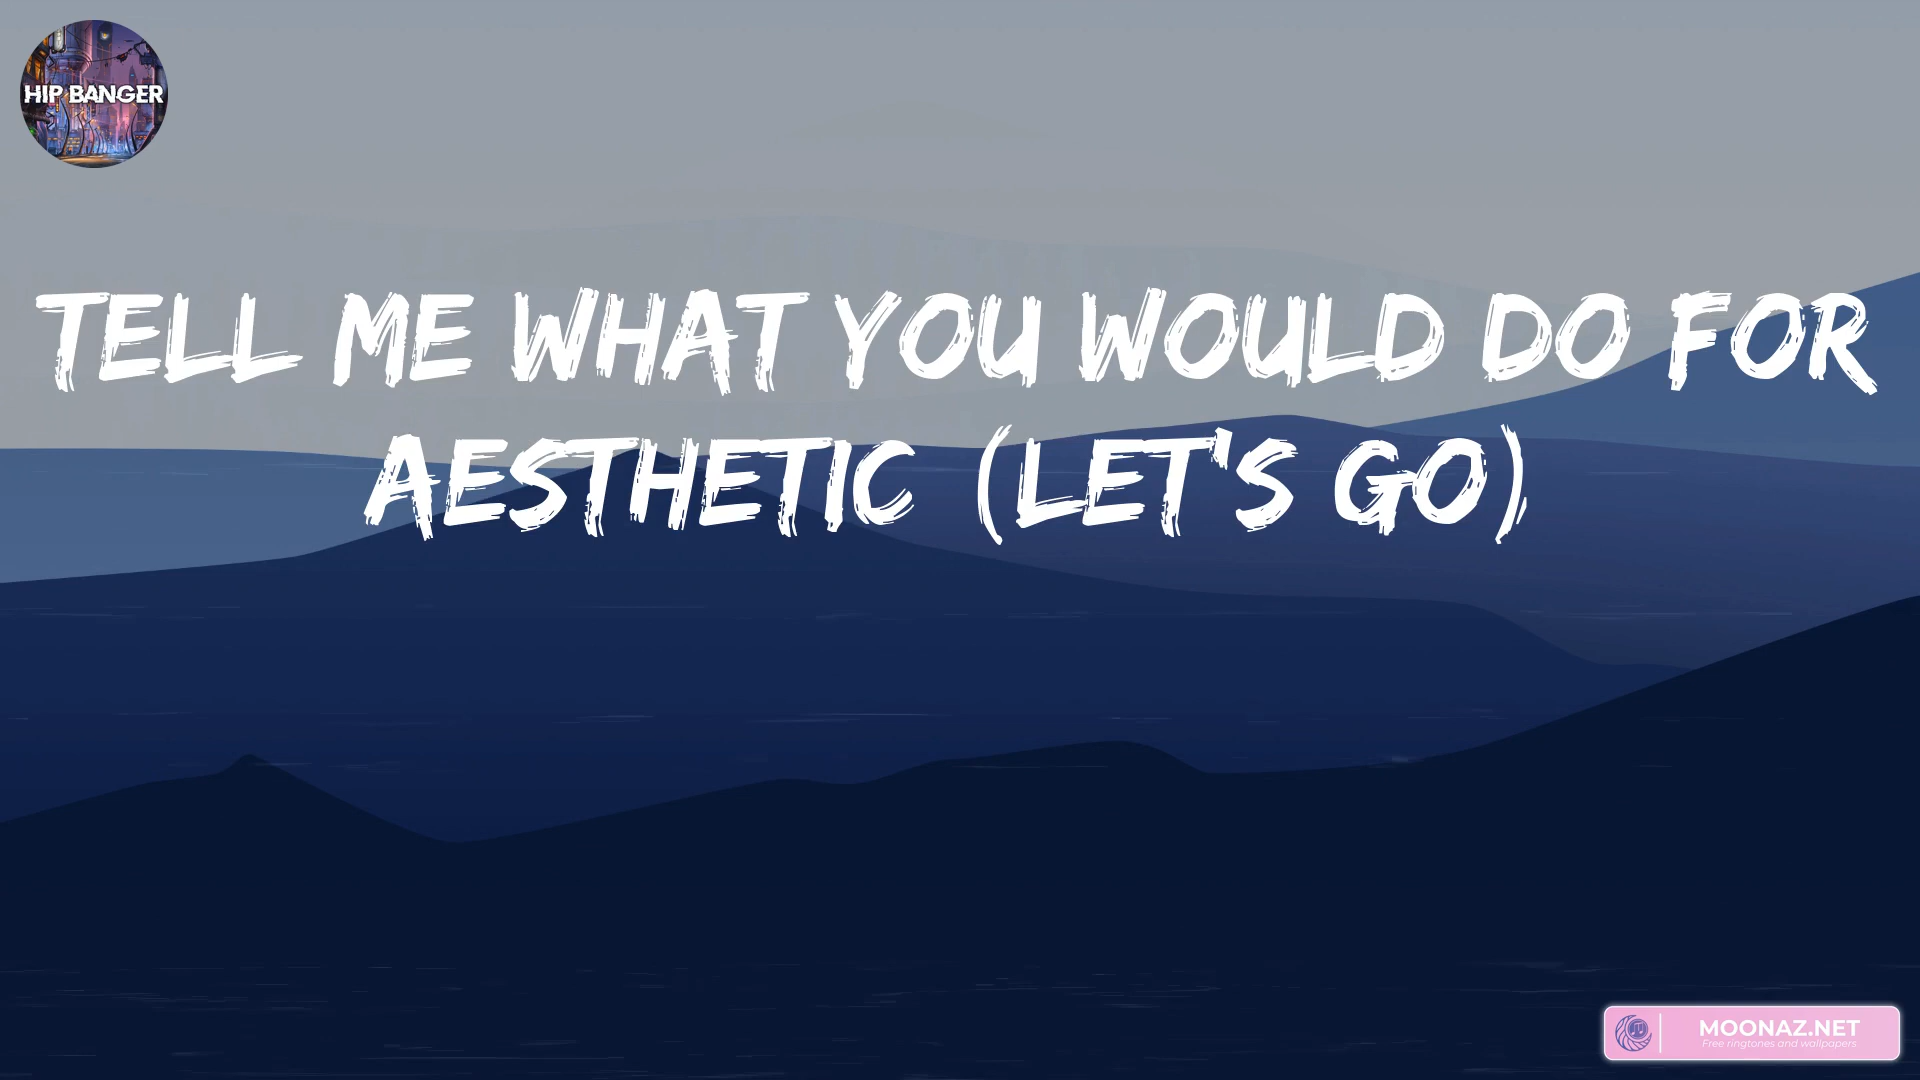 HIP BANGER
TELL ME WHAT YOU WOULD DO FOR
AESTHETIC (LET'S GO)
MOONAZ.NET
Free ringtones and wallpapers